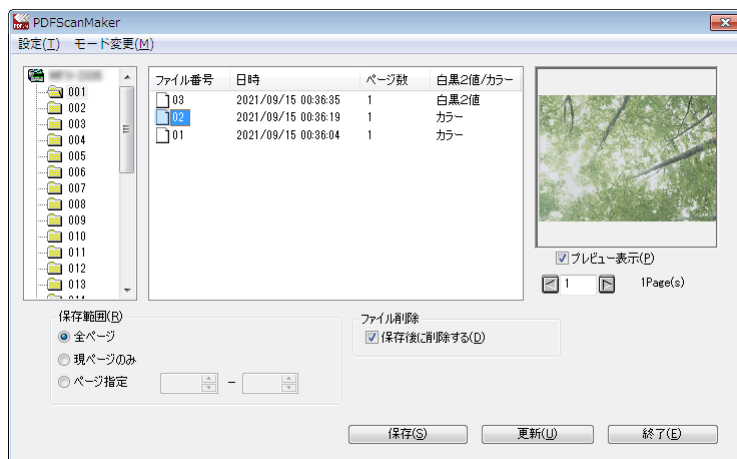 PDFScanMaker
設定(T) モード変更(M)
001
002
003
004
005
006
007
008
009
010
011
012
013
ファイル番号 日時 ページ数 白黒2値/カラー
03 2021/09/15 00:36:35 1 白黒2値
02 2021/09/15 00:36:19 1 カラー
01 2021/09/15 00:36:04 1 カラー
プレビュー表示(P)
1 1Page(s)
保存範囲(R)
全ページ
現ページのみ
ページ指定 -
ファイル削除
保存後に削除する(D)
保存(S) 更新(U) 終了(E)